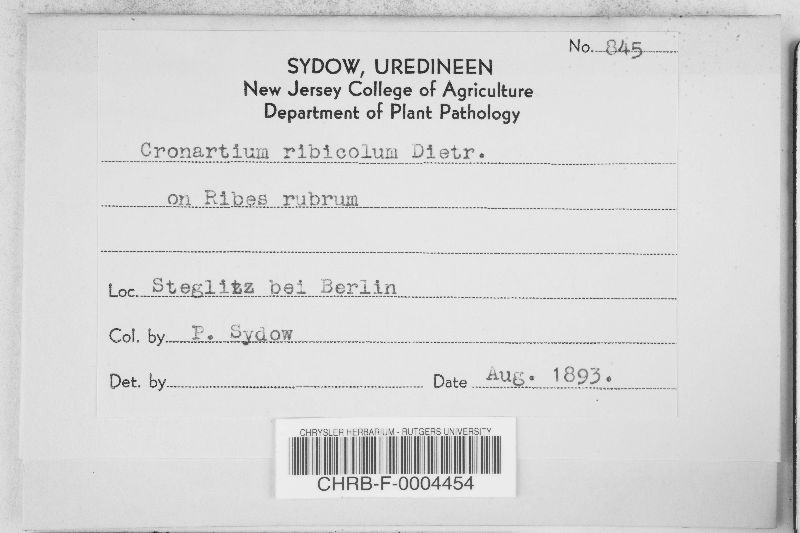 No. 845
SYDOW, UREDINEEN
New Jersey College of Agriculture
Department of Plant Pathology
Cronartium ribicolum Dietr.
on Ribes rubrum
Loc. Steglitz bei Berlin
Col. by P. Sydow
Det. by Date Aug. 1893.
CHRYSLER HERBARIUM - RUTGERS UNIVERSITY
CHRB-F-0004454